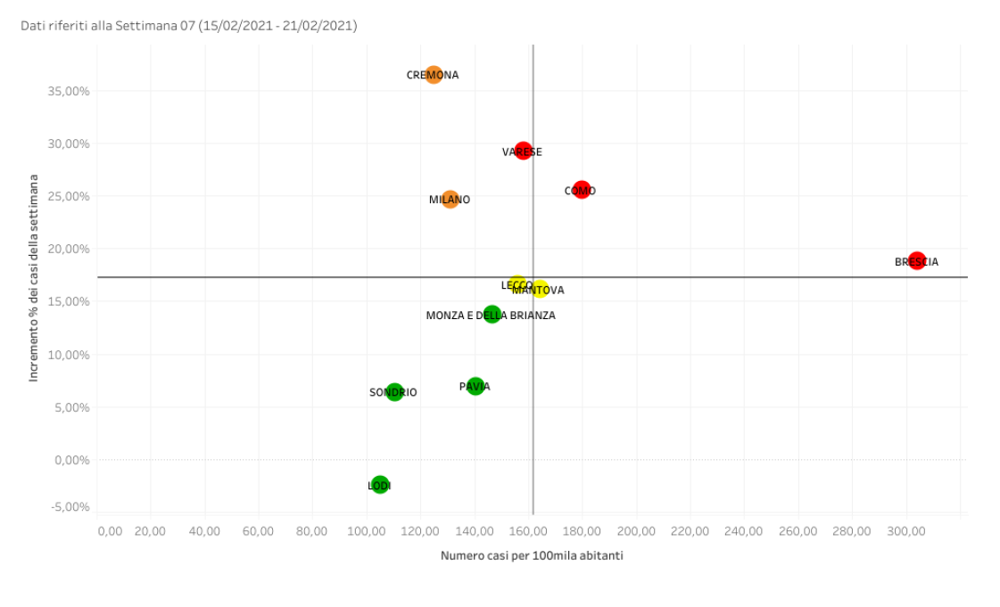 Dati riferiti alla Settimana 07 (15/02/2021 - 21/02/2021)
CREMONA
35,00%
30,00%
VARESE
COMO
25,00%
MILANO
20,00%
BRESCIA
LECCO
MANTOVA
15,00%
MONZA E DELLA BRIANZA
10,00%
PAVIA
SONDRIO
5,00%
0,00%
LODI
-5,00%
Incremento % dei casi della settimana
0,00 20,00 40,00 60,00 80,00 100,00 120,00 140,00 160,00 180,00 200,00 220,00 240,00 260,00 280,00 300,00
Numero casi per 100mila abitanti